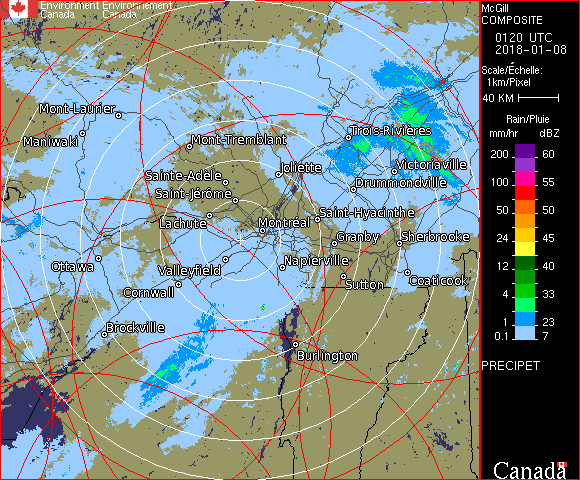 Environment Environnement
Canada Canada
McGill
COMPOSITE
0120 UTC
2018-01-08
Scale/Échelle:
1km/Pixel
40 KM
Rain/Pluie
mm/hr dBZ
200 60
100 55
50 50
24 45
12 40
4 33
1 23
0.1 7
PRECIPET
Canada
Mont-Laurier
Maniwaki
Mont-Tremblant
Trois-Rivières
Joliette
Victoriaville
Sainte-Adèle
Drummondville
Saint-Jérôme
Lachute
Saint-Hyacinthe
Montréal
Granby
Sherbrooke
Ottawa
Valleyfield
Napierville
Cornwall
Sutton
Coaticook
Brockville
Burlington